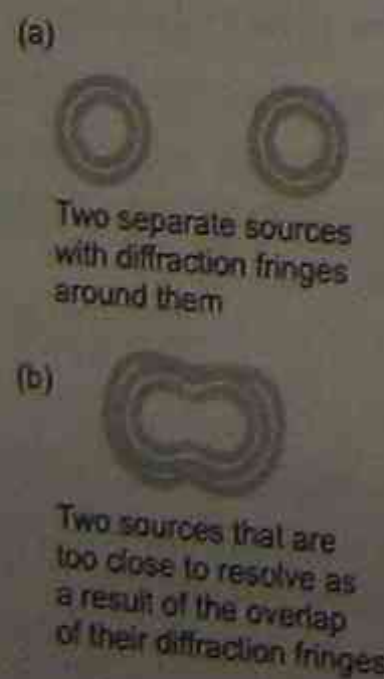 (a)
Two separate sources
with diffraction fringes
around them
(b)
Two sources that are
too close to resolve as
a result of the overlap
of their diffraction fringes